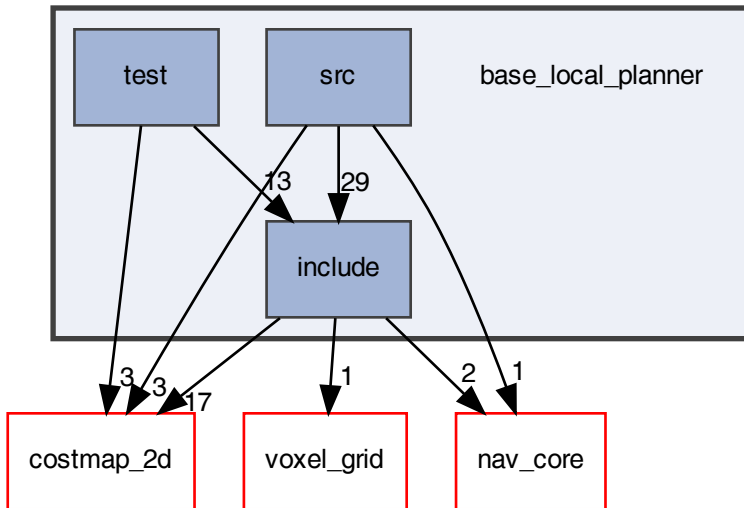 test
src
base_local_planner
13
29
include
3
3
17
1
2
1
costmap_2d
voxel_grid
nav_core